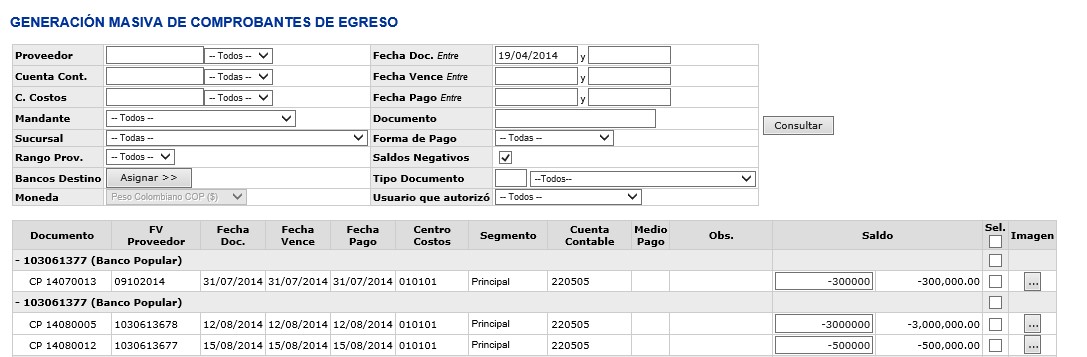 GENERACIÓN MASIVA DE COMPROBANTES DE EGRESO
Proveedor -- Todos -- Fecha Doc. Entre 19/04/2014 y
Cuenta Cont. -- Todas -- Fecha Vence Entre y
C. Costos -- Todos -- Fecha Pago Entre y
Mandante -- Todos -- Documento
Consultar
Sucursal -- Todas -- Forma de Pago -- Todas --
Rango Prov. -- Todos -- Saldos Negativos
Bancos Destino Asignar >> Tipo Documento --Todos--
Moneda Peso Colombiano COP ($) Usuario que autorizó -- Todos --
Documento FV Proveedor Fecha Doc. Fecha Vence Fecha Pago Centro Costos Segmento Cuenta Contable Medio Pago Obs. Saldo Sel. Imagen
- 103061377 (Banco Popular)
CP 14070013 09102014 31/07/2014 31/07/2014 31/07/2014 010101 Principal 220505 -300000 -300,000.00 ...
- 103061377 (Banco Popular)
CP 14080005 1030613678 12/08/2014 12/08/2014 12/08/2014 010101 Principal 220505 -3000000 -3,000,000.00 ...
CP 14080012 1030613677 15/08/2014 15/08/2014 15/08/2014 010101 Principal 220505 -500000 -500,000.00 ...